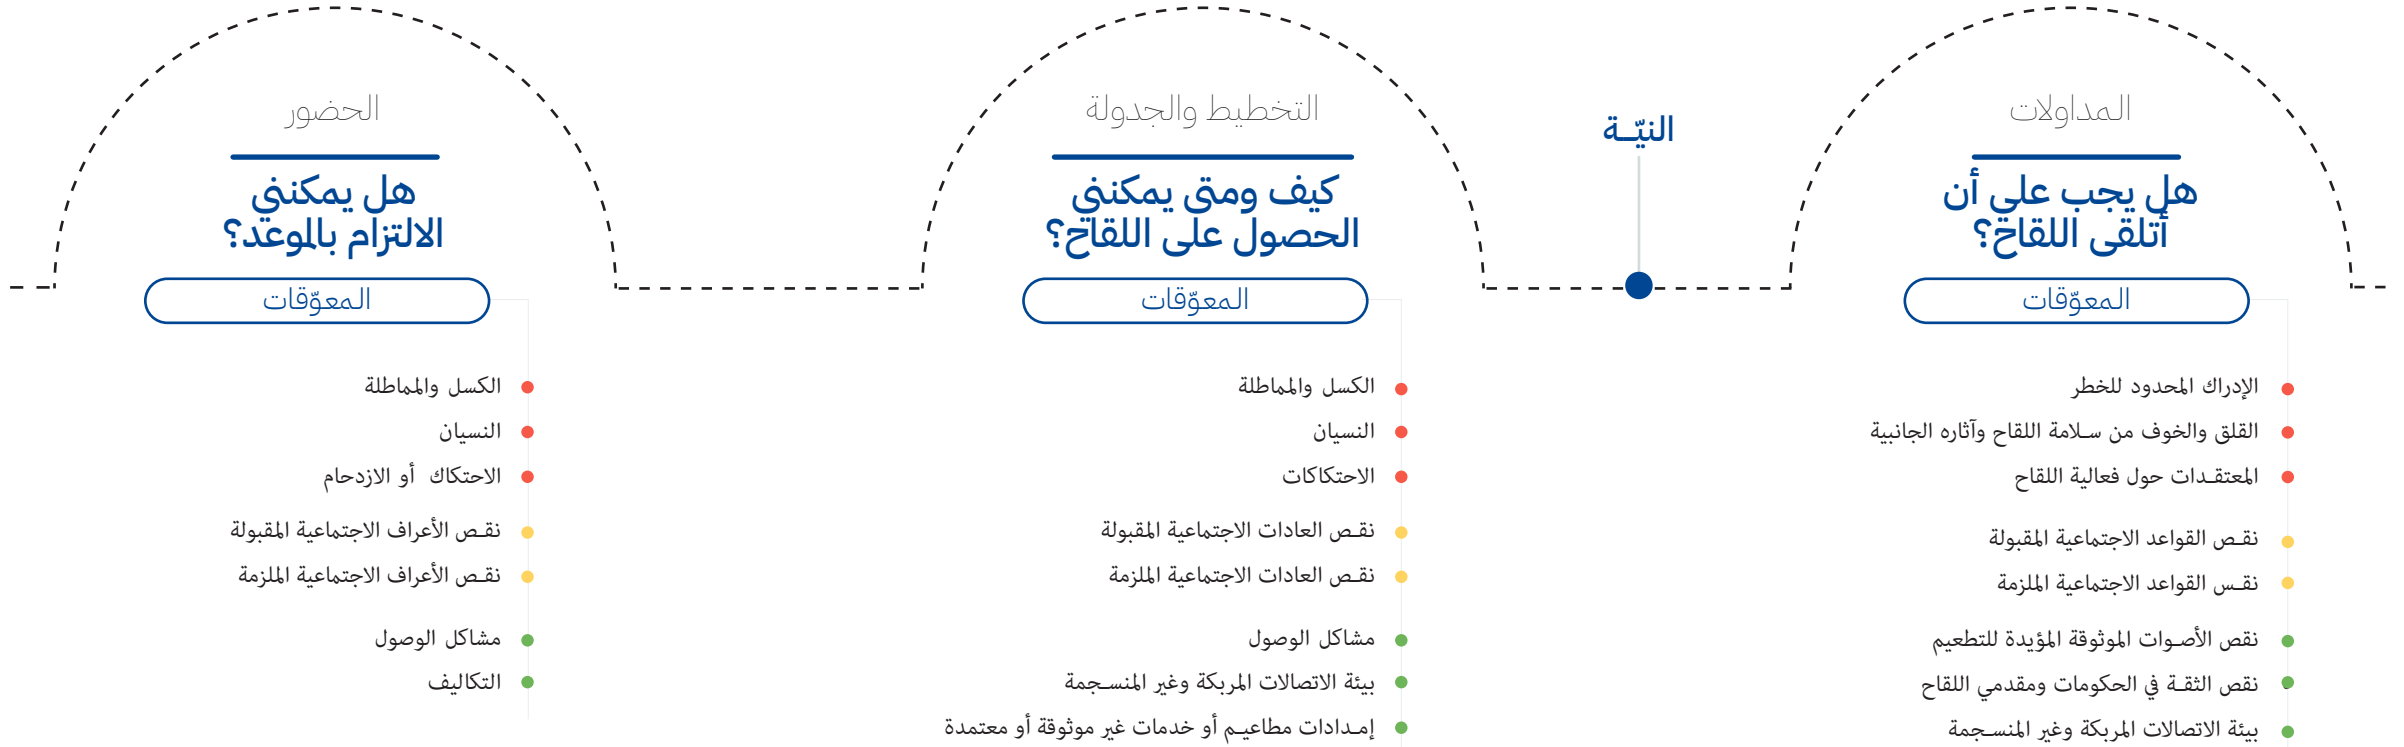 المداولات
هل يجب علي أن
أتلقى اللقاح؟
المعوّقات
الإدراك المحدود للخطر
القلق والخوف من سلامة اللقاح وآثاره الجانبية
المعتقدات حول فعالية اللقاح
نقص القواعد الاجتماعية المقبولة
نقس القواعد الاجتماعية الملزمة
نقص الأصوات الموثوقة المؤيدة للتطعيم
نقص الثقة في الحكومات ومقدمي اللقاح
بيئة الاتصالات المربكة وغير المنسجمة
النيّة
التخطيط والجدولة
كيف ومتى يمكنني
الحصول على اللقاح؟
المعوّقات
الكسل والمماطلة
النسيان
الاحتكاكات
نقص العادات الاجتماعية المقبولة
نقص العادات الاجتماعية الملزمة
مشاكل الوصول
بيئة الاتصالات المربكة وغير المنسجمة
إمدادات مطاعيم أو خدمات غير موثوقة أو معتمدة
الحضور
هل يمكنني
الالتزام بالموعد؟
المعوّقات
الكسل والمماطلة
النسيان
الاحتكاك أو الازدحام
نقص الأعراف الاجتماعية المقبولة
نقص الأعراف الاجتماعية الملزمة
مشاكل الوصول
التكاليف